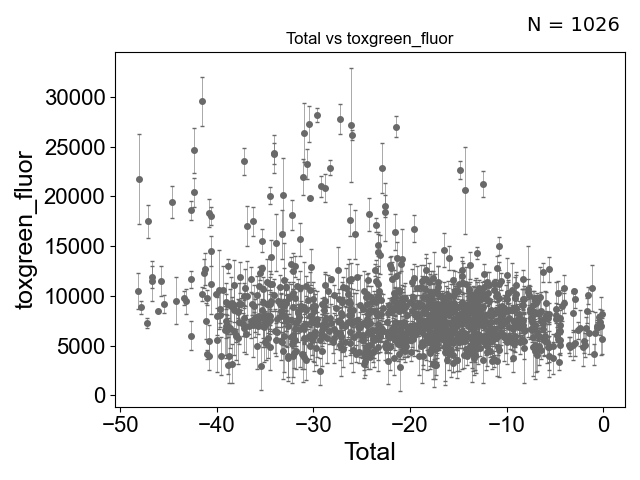 N = 1026
Total vs toxgreen_fluor
toxgreen_fluor
30000
25000
20000
15000
10000
5000
0
−50 −40 −30 −20 −10 0
Total